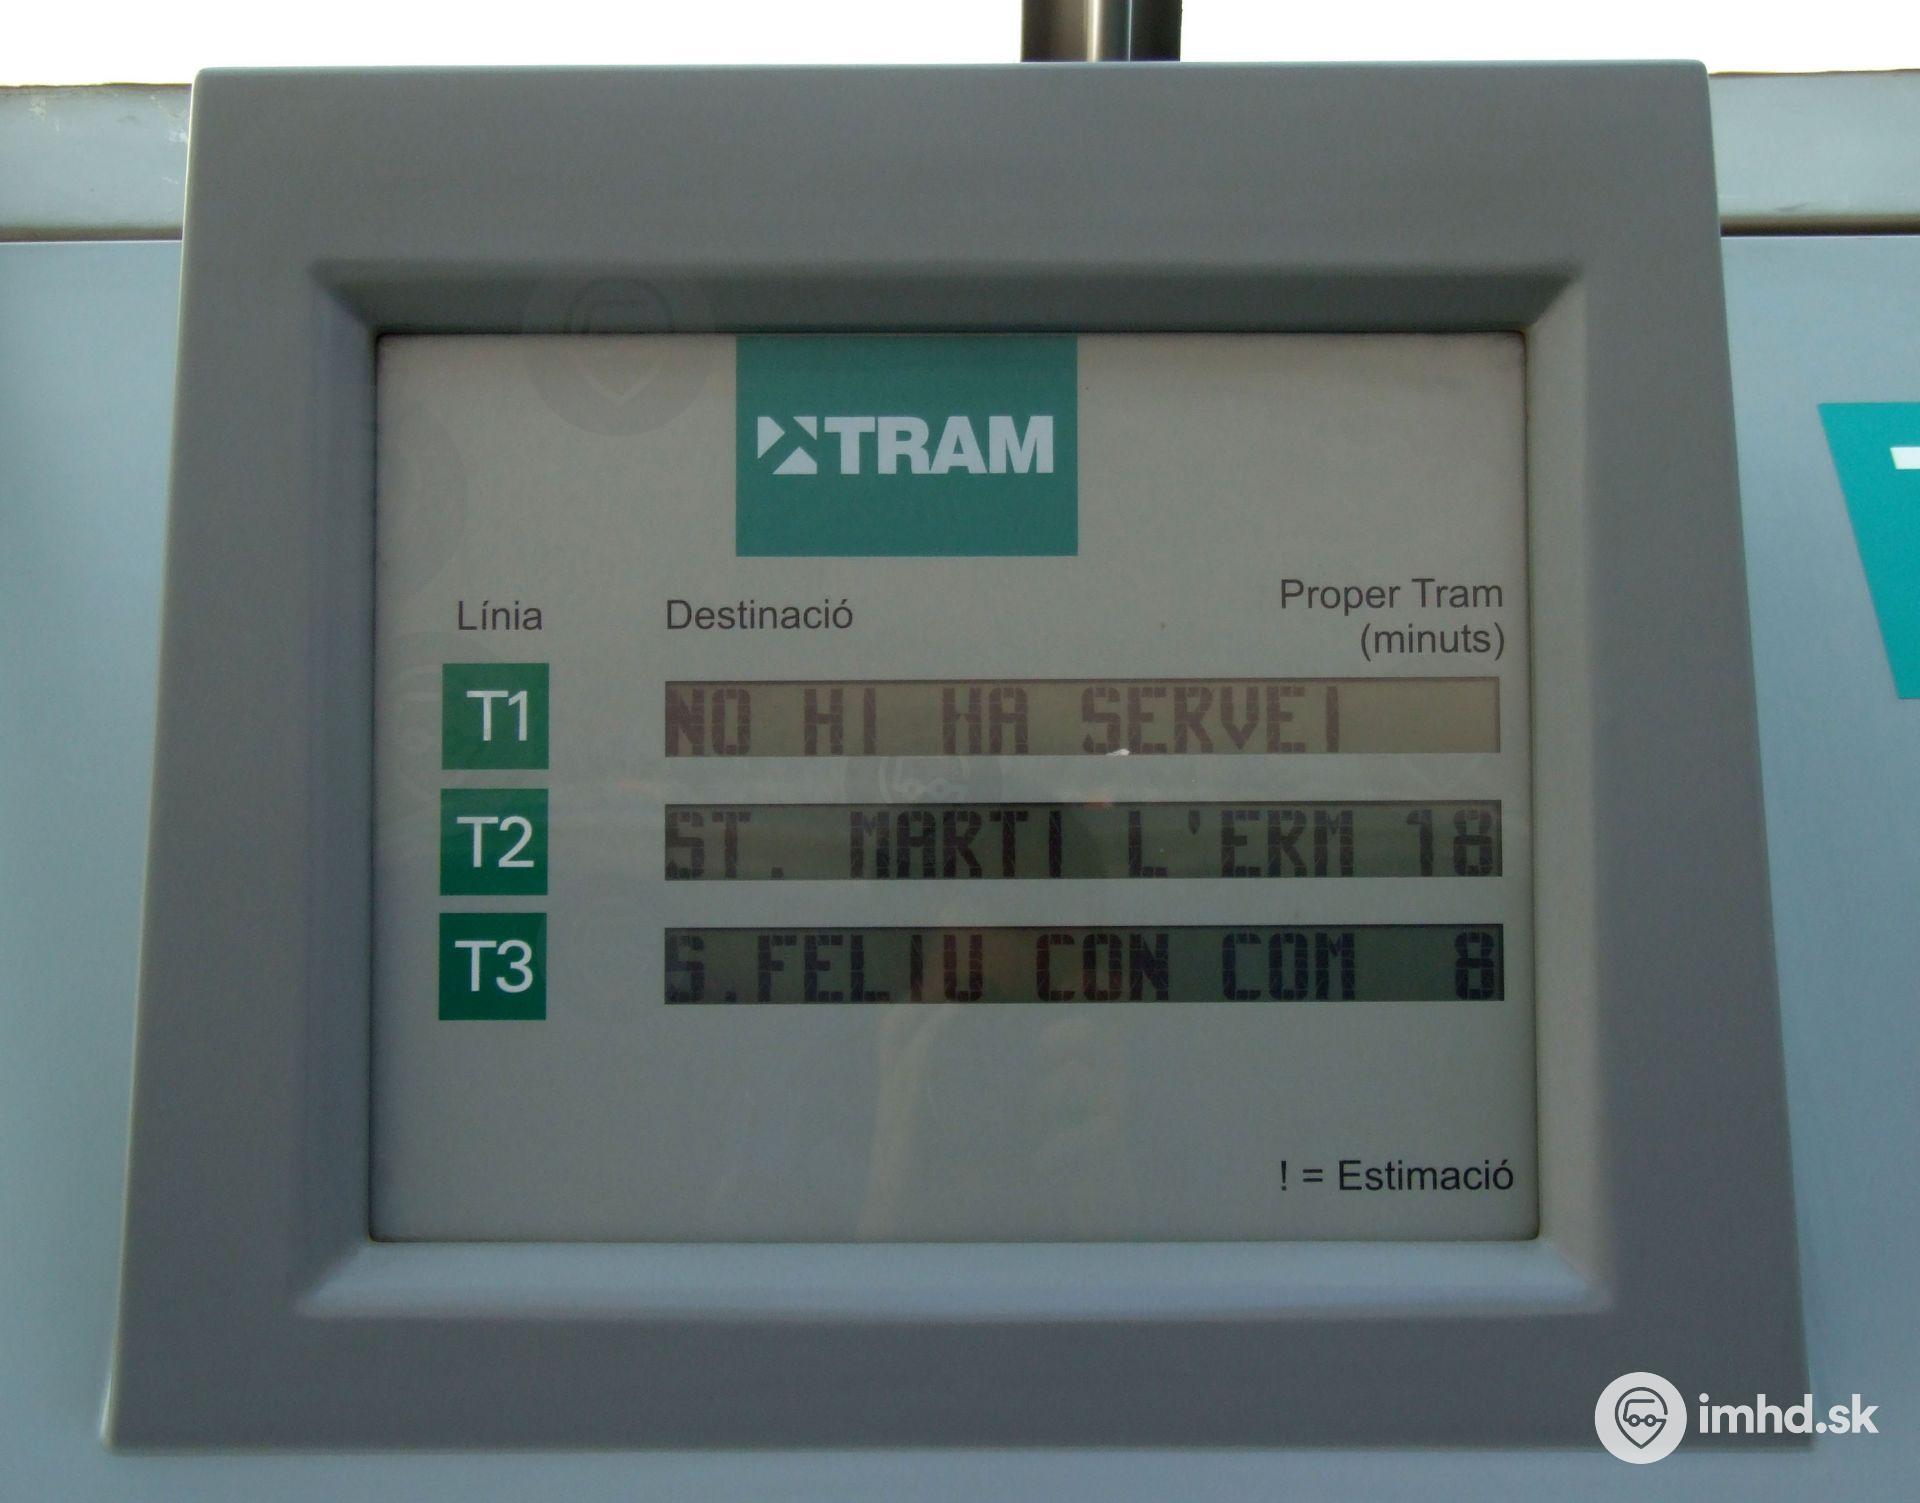 TRAM
Línia Destinació Proper Tram
(minuts)
T1 NO HI HA SERVEI
T2 ST. MARTI L'ERM 18
T3 S.FELIU CON COM 8
! = Estimació
imhd.sk